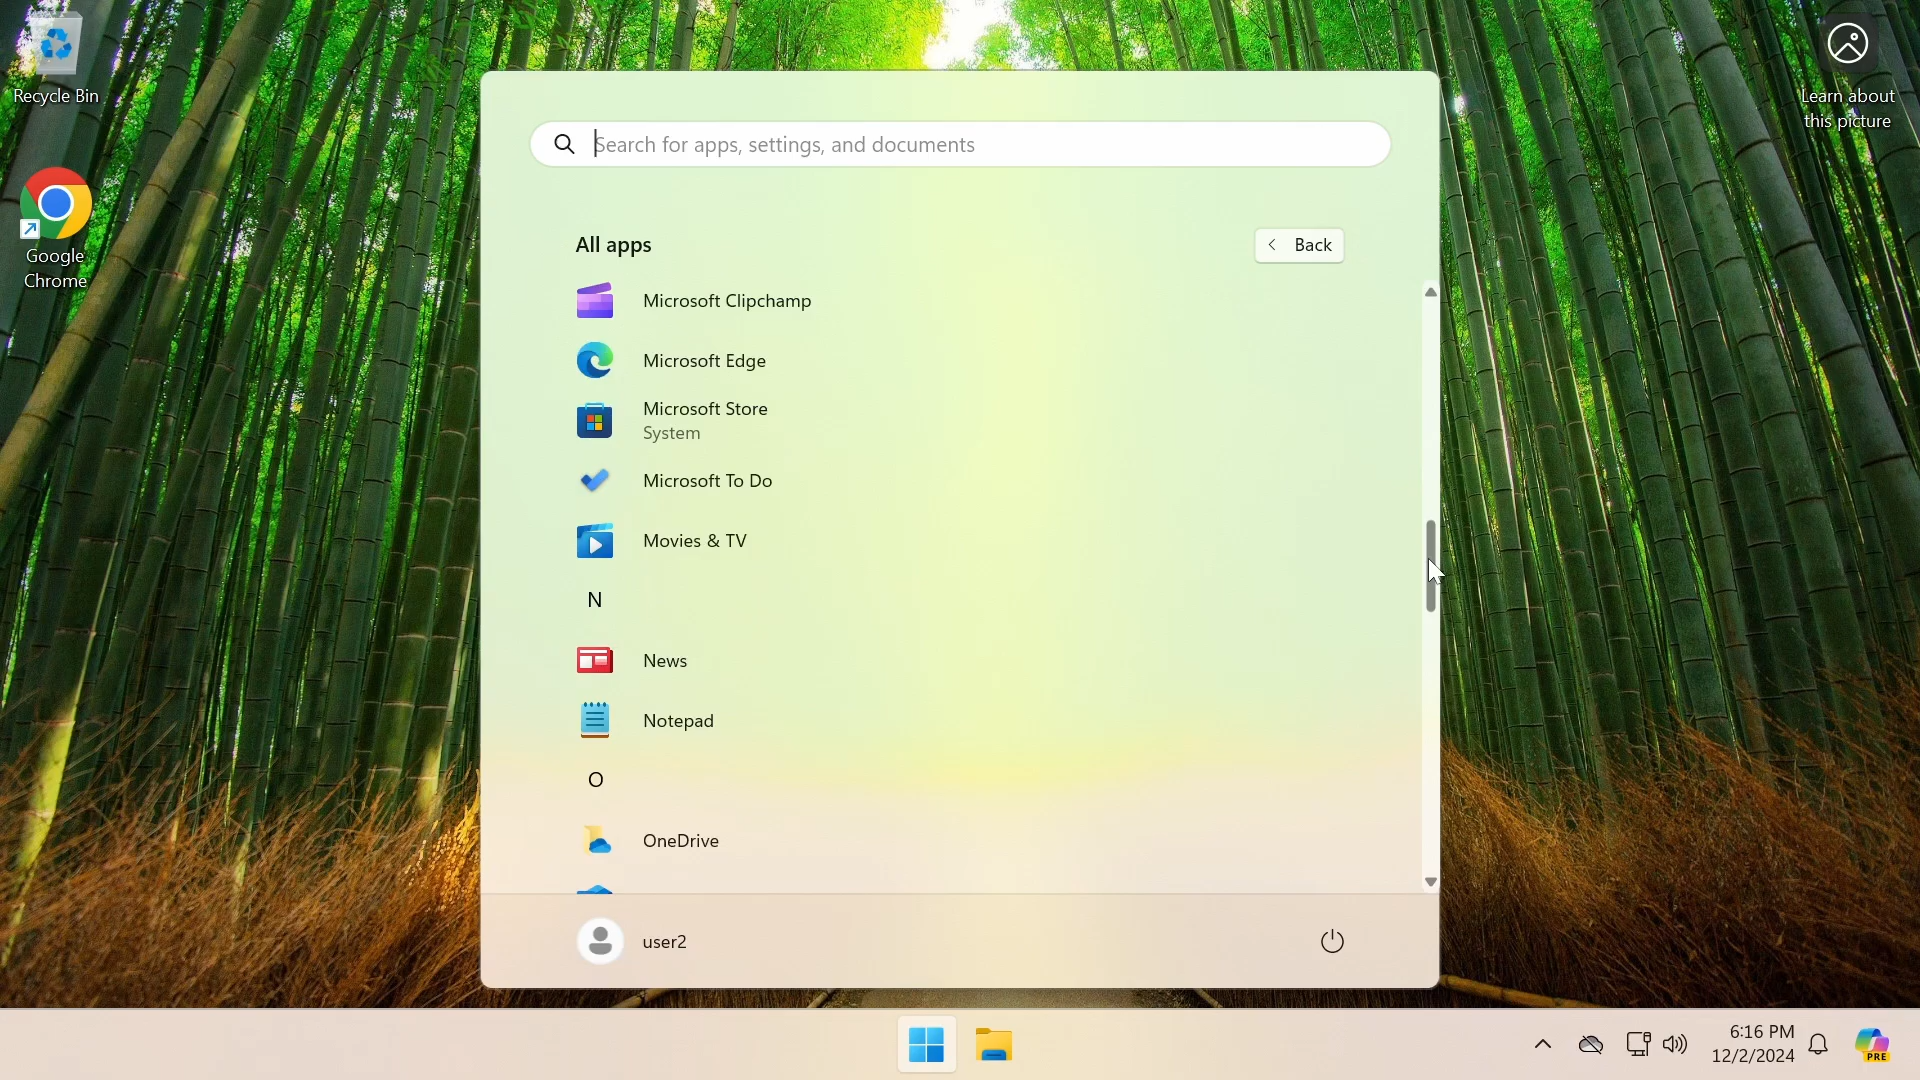 Recycle Bin
Google
Chrome
Learn about
this picture
Search for apps, settings, and documents
All apps
Back
Microsoft Clipchamp
Microsoft Edge
Microsoft Store
System
Microsoft To Do
Movies & TV
N
News
Notepad
O
OneDrive
user2
6:16 PM
12/2/2024
PRE